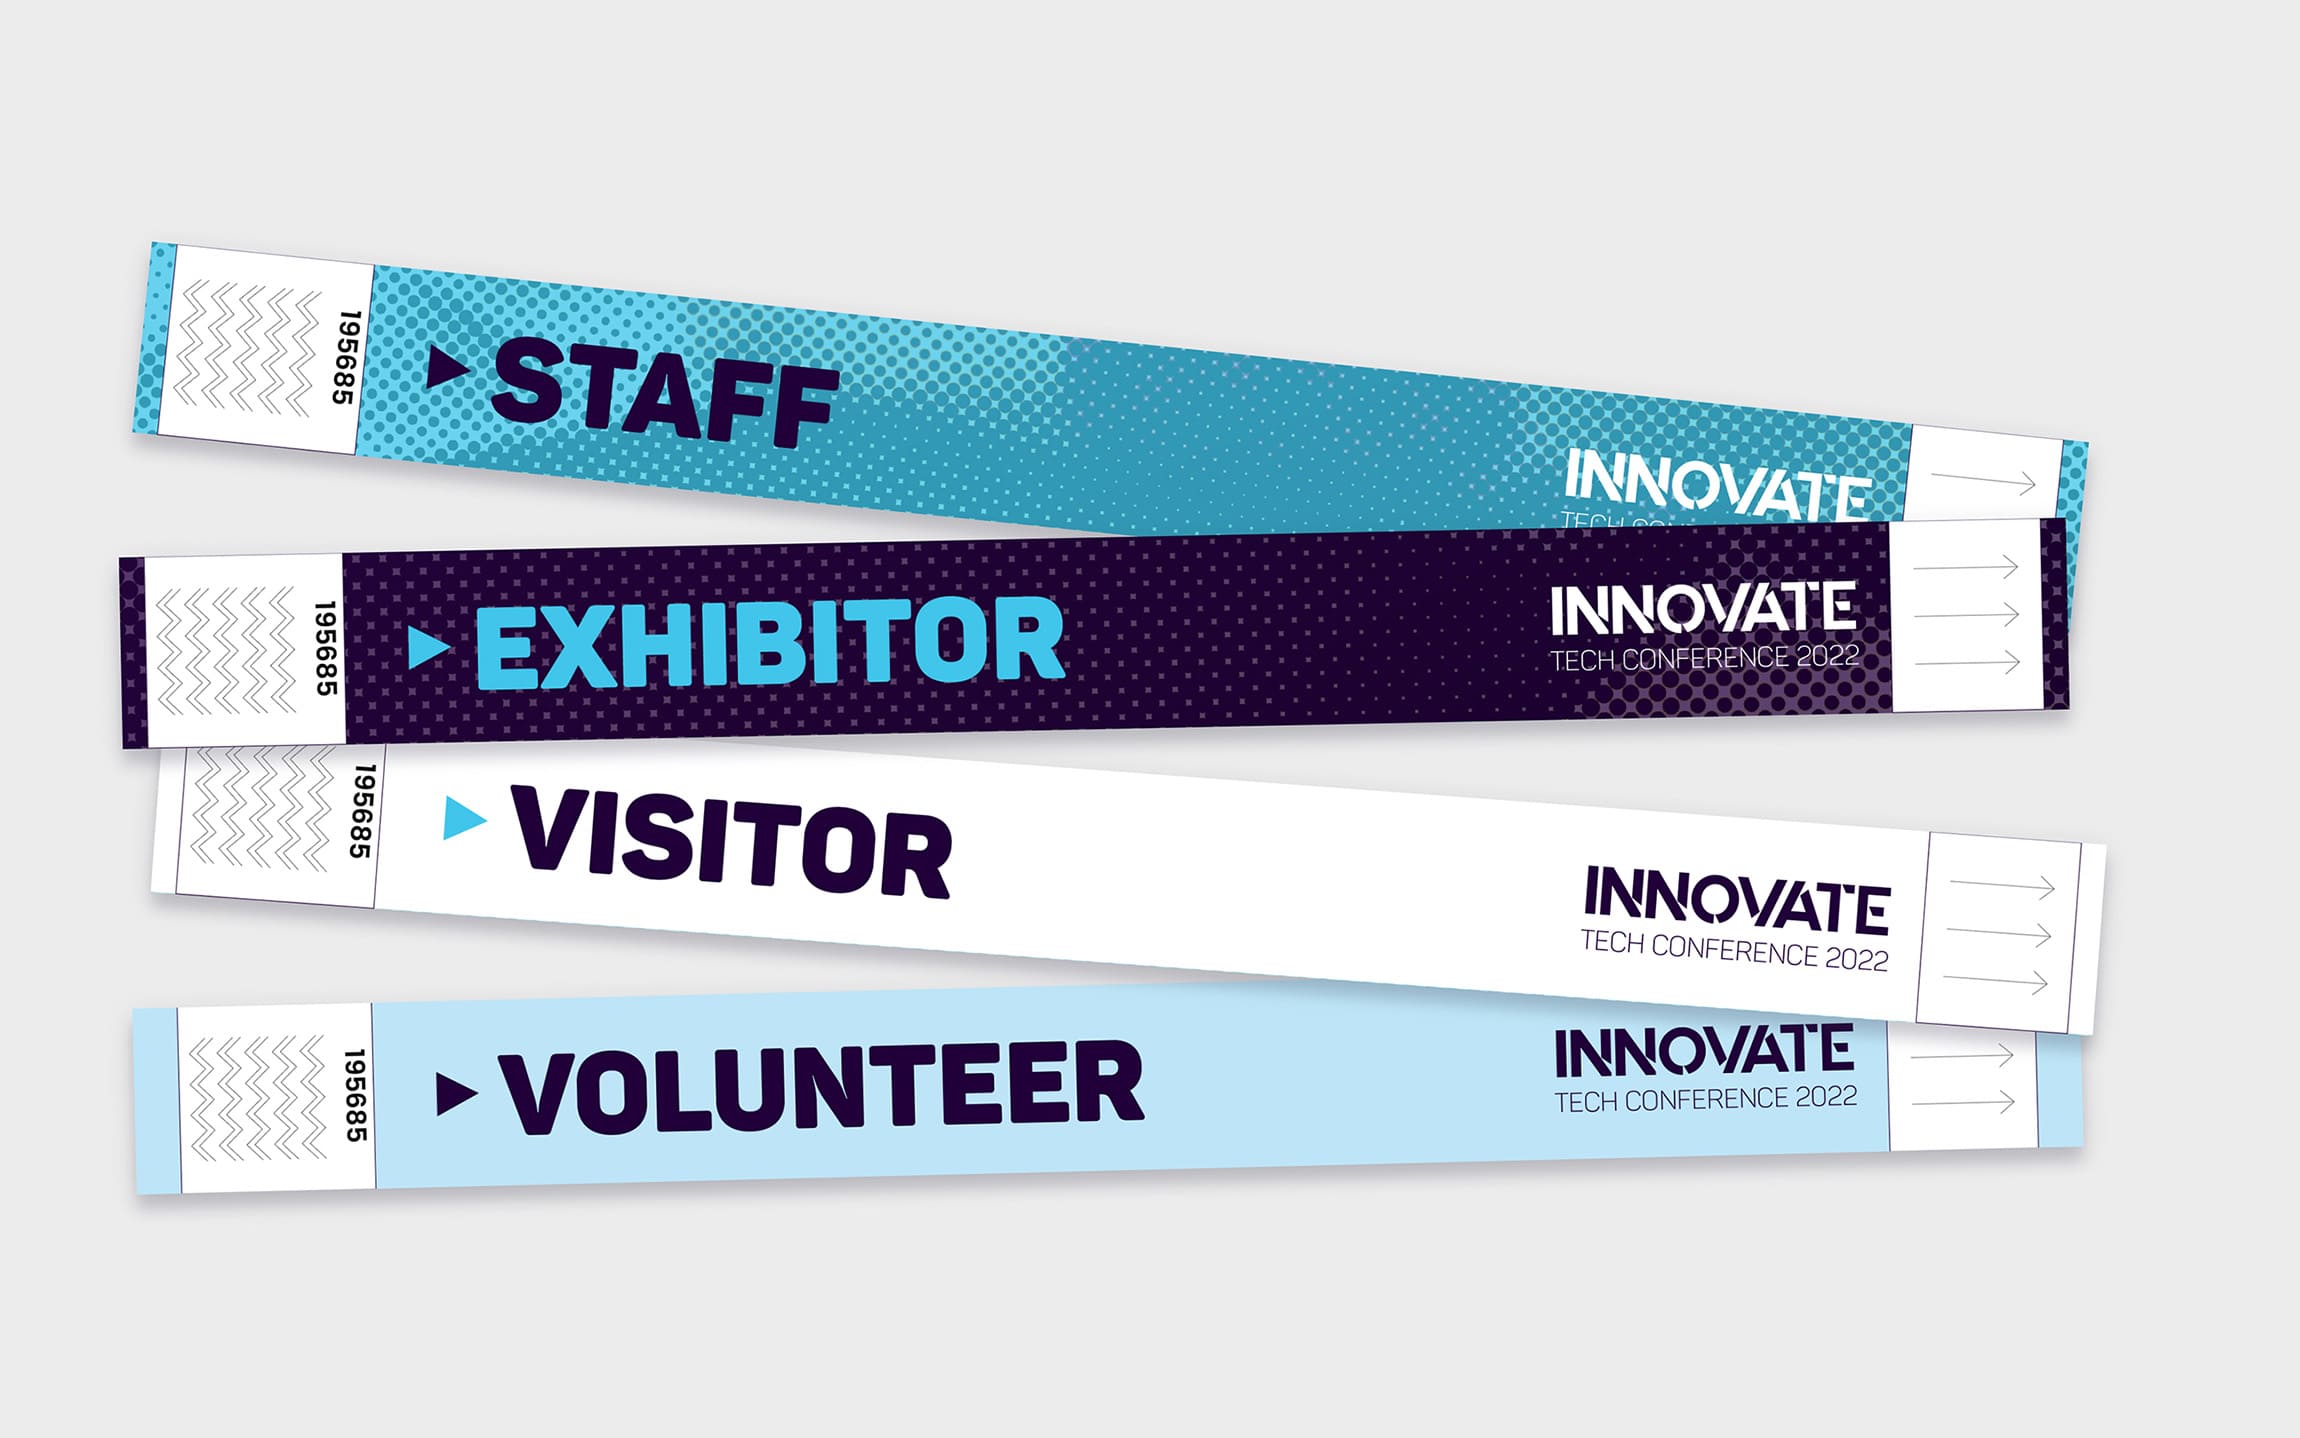 195685
STAFF
INNOVATE
TECH
195685
EXHIBITOR
INNOVATE
TECH CONFERENCE 2022
195685
VISITOR
INNOVATE
TECH CONFERENCE 2022
195685
VOLUNTEER
INNOVATE
TECH CONFERENCE 2022